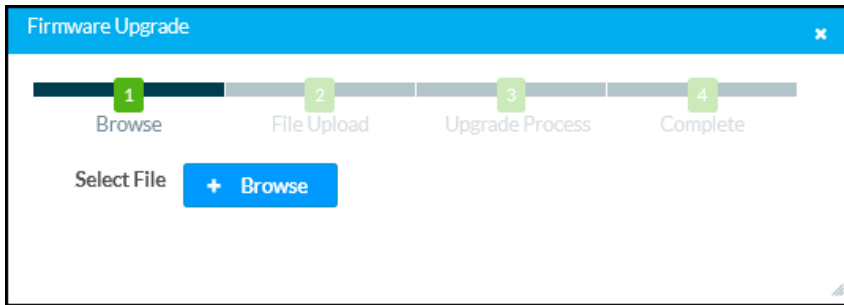 Firmware Upgrade
1 2 3 4
Browse File Upload Upgrade Process Complete
Select File + Browse